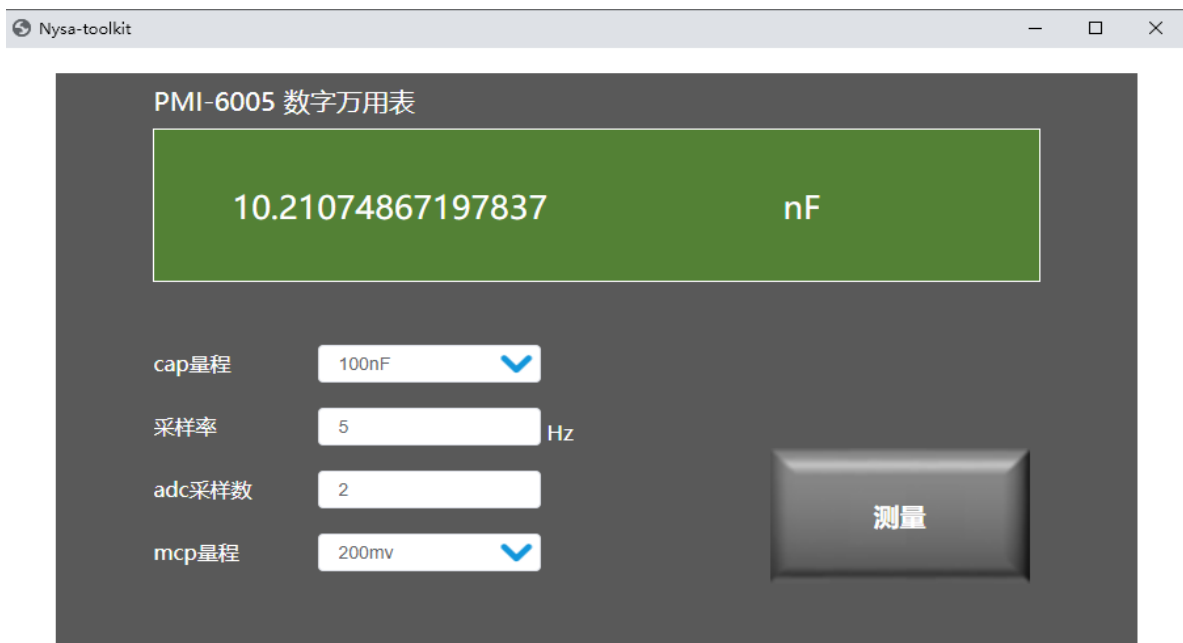 Nysa-toolkit
PMI-6005 数字万用表
10.21074867197837 nF
cap量程 100nF
采样率 5 Hz
adc采样数 2
测量
mcp量程 200mv